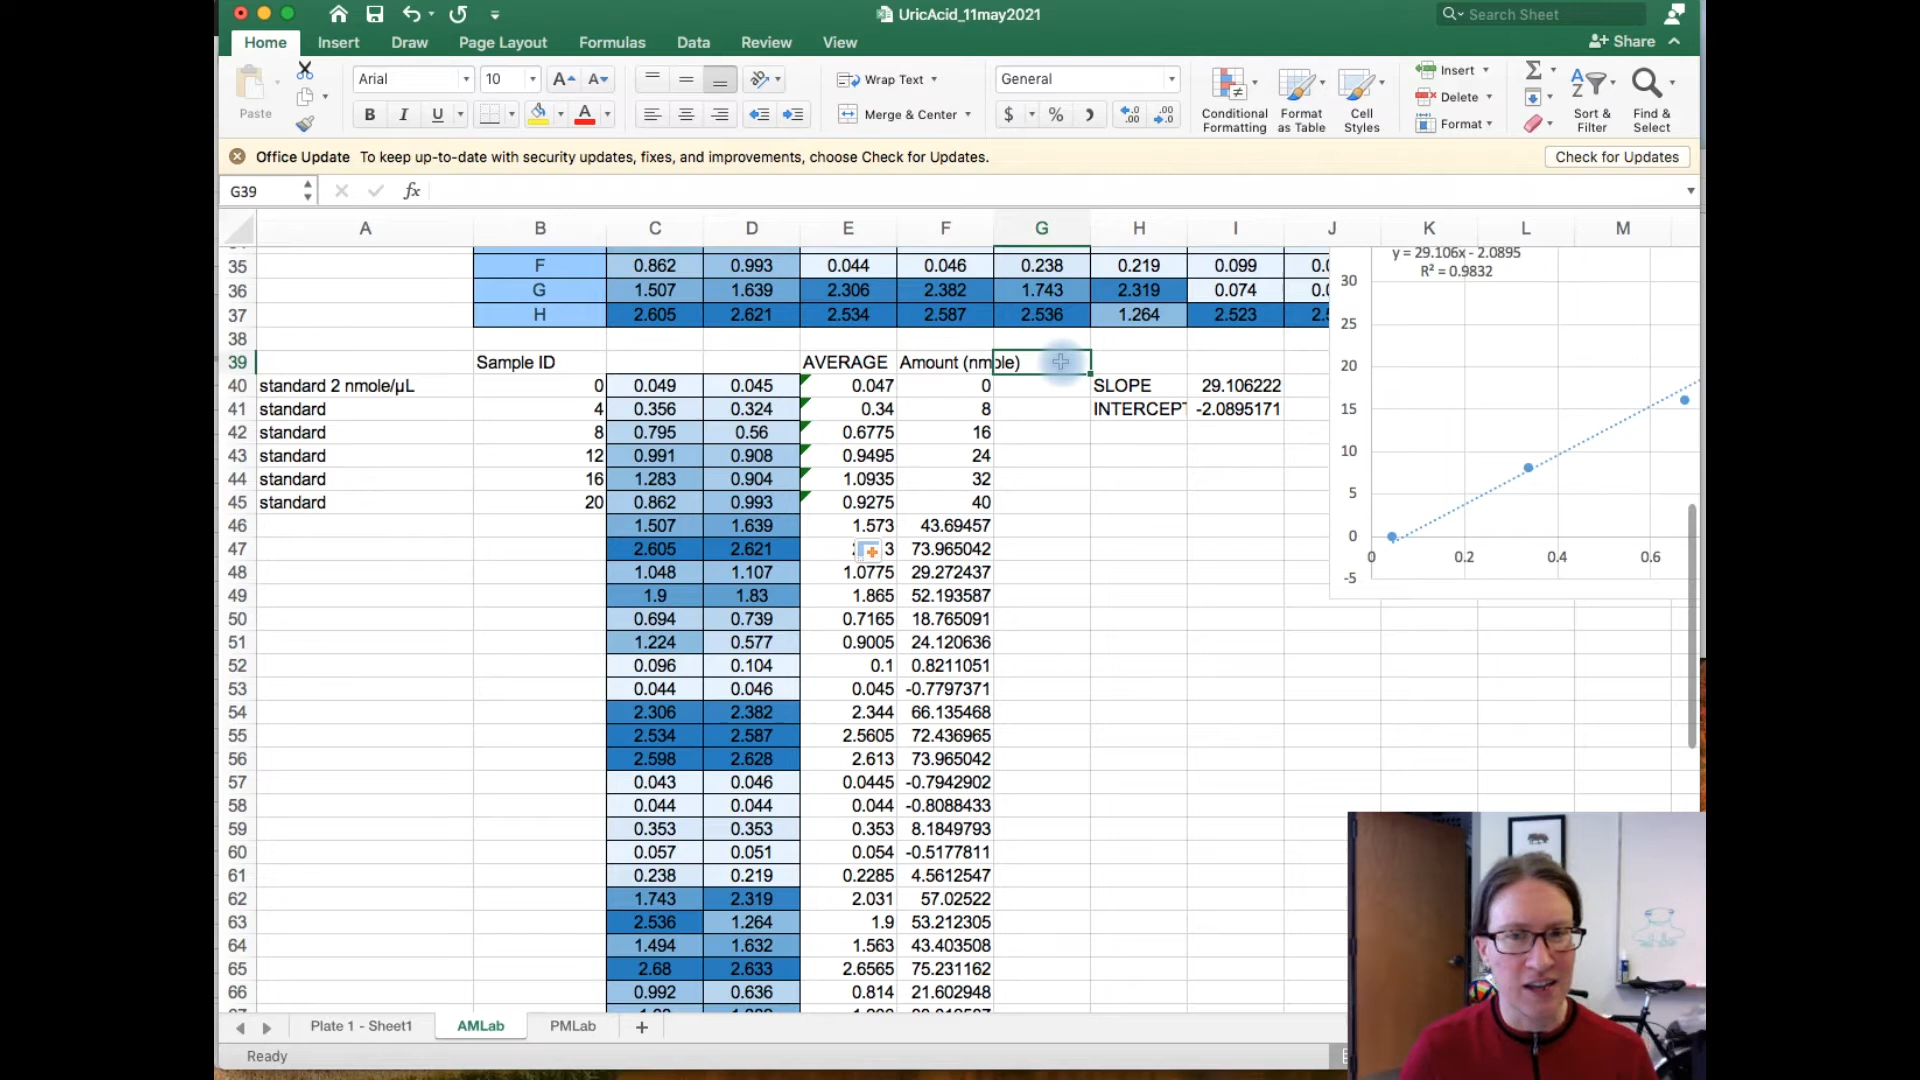 UricAcid_11may2021
Search Sheet
Home Insert Draw Page Layout Formulas Data Review View
Share
Paste
Arial 10
A A
B I U A
Wrap Text
Merge & Center
General
$ % .0 .00 .00 .0
Conditional Formatting
Format as Table
Cell Styles
Insert
Delete
Format
Sort & Filter
Find & Select
Office Update To keep up-to-date with security updates, fixes, and improvements, choose Check for Updates.
Check for Updates
G39 fx
A B C D E F G H I J K L M
35 F 0.862 0.993 0.044 0.046 0.238 0.219 0.099
36 G 1.507 1.639 2.306 2.382 1.743 2.319 0.074
37 H 2.605 2.621 2.534 2.587 2.536 1.264 2.523
38
39 Sample ID AVERAGE Amount (nmole)
40 standard 2 nmole/µL 0 0.049 0.045 0.047 0 SLOPE 29.106222
41 standard 4 0.356 0.324 0.34 8 INTERCEPT -2.0895171
42 standard 8 0.795 0.56 0.6775 16
43 standard 12 0.991 0.908 0.9495 24
44 standard 16 1.283 0.904 1.0935 32
45 standard 20 0.862 0.993 0.9275 40
46 1.507 1.639 1.573 43.69457
47 2.605 2.621 3 73.965042
48 1.048 1.107 1.0775 29.272437
49 1.9 1.83 1.865 52.193587
50 0.694 0.739 0.7165 18.765091
51 1.224 0.577 0.9005 24.120636
52 0.096 0.104 0.1 0.8211051
53 0.044 0.046 0.045 -0.7797371
54 2.306 2.382 2.344 66.135468
55 2.534 2.587 2.5605 72.436965
56 2.598 2.628 2.613 73.965042
57 0.043 0.046 0.0445 -0.7942902
58 0.044 0.044 0.044 -0.8088433
59 0.353 0.353 0.353 8.1849793
60 0.057 0.051 0.054 -0.5177811
61 0.238 0.219 0.2285 4.5612547
62 1.743 2.319 2.031 57.02522
63 2.536 1.264 1.9 53.212305
64 1.494 1.632 1.563 43.403508
65 2.68 2.633 2.6565 75.231162
66 0.992 0.636 0.814 21.602948
y = 29.106x - 2.0895
R² = 0.9832
30
25
20
15
10
5
0
-5
0 0.2 0.4 0.6
Plate 1 - Sheet1 AMLab PMLab +
Ready